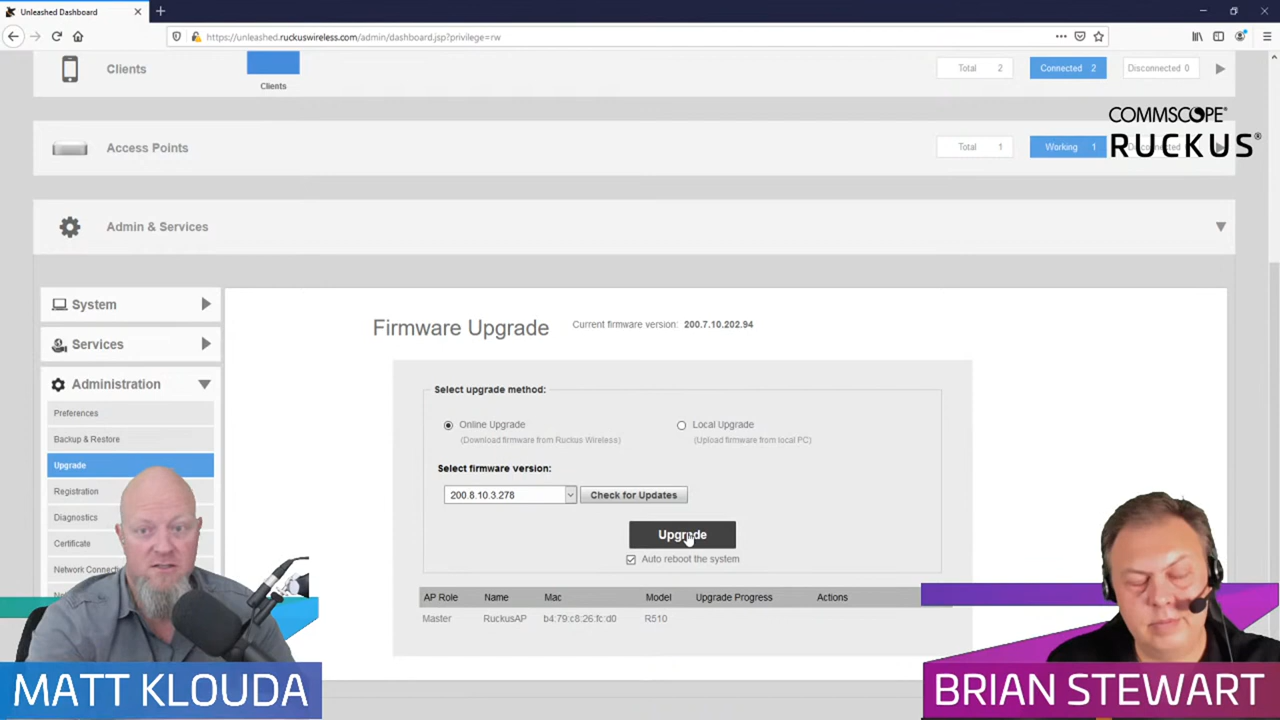 Unleashed Dashboard
https://unleashed.ruckuswireless.com/admin/dashboard.jsp?privilege=rw
Clients
Clients
Total 2
Connected 2
Disconnected 0
COMMSCOPE®
RUCKUS®
Access Points
Total 1
Working 1
Admin & Services
System
Services
Administration
Preferences
Backup & Restore
Upgrade
Registration
Diagnostics
Certificate
Firmware Upgrade
Current firmware version: 200.7.10.202.94
Select upgrade method:
Online Upgrade
(Download firmware from Ruckus Wireless)
Local Upgrade
(Upload firmware from local PC)
Select firmware version:
200.8.10.3.278
Check for Updates
Upgrade
Auto reboot the system
AP Role Name Mac Model Upgrade Progress Actions
Master RuckusAP b4:79:c8:26:fc:d0 R510
MATT KLOUDA
BRIAN STEWART